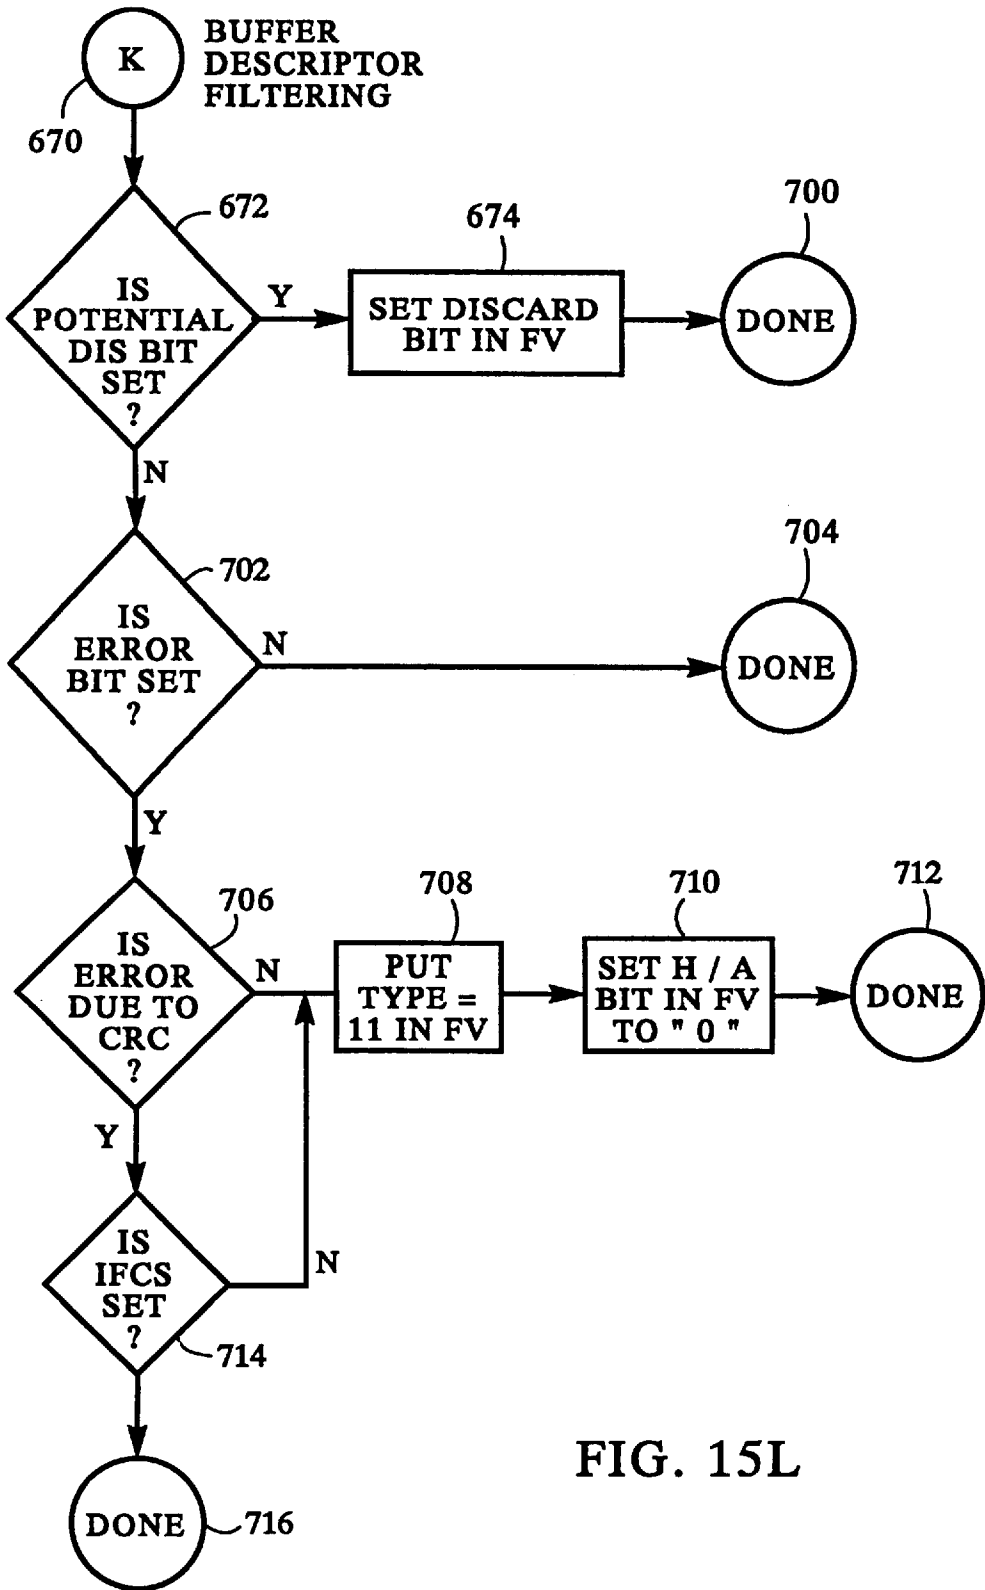 K
BUFFER
DESCRIPTOR
FILTERING
670
672
IS
POTENTIAL
DIS BIT
SET
?
Y
674
SET DISCARD
BIT IN FV
700
DONE
N
702
IS
ERROR
BIT SET
?
N
704
DONE
Y
706
IS
ERROR
DUE TO
CRC
?
N
708
PUT
TYPE =
11 IN FV
710
SET H / A
BIT IN FV
TO " 0 "
712
DONE
Y
IS
IFCS
SET
?
N
714
DONE
716
FIG. 15L